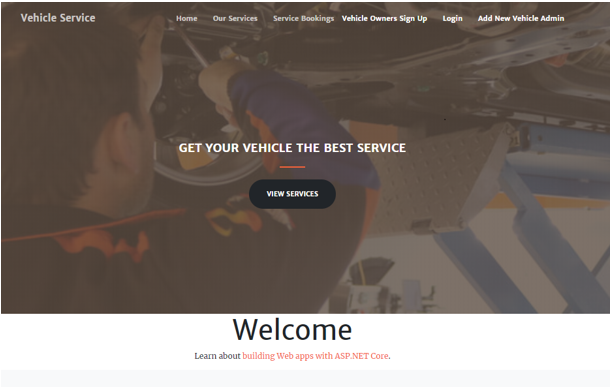 Vehicle Service Home Our Services Service Bookings Vehicle Owners Sign Up Login Add New Vehicle Admin
GET YOUR VEHICLE THE BEST SERVICE
VIEW SERVICES
Welcome
Learn about building Web apps with ASP.NET Core.